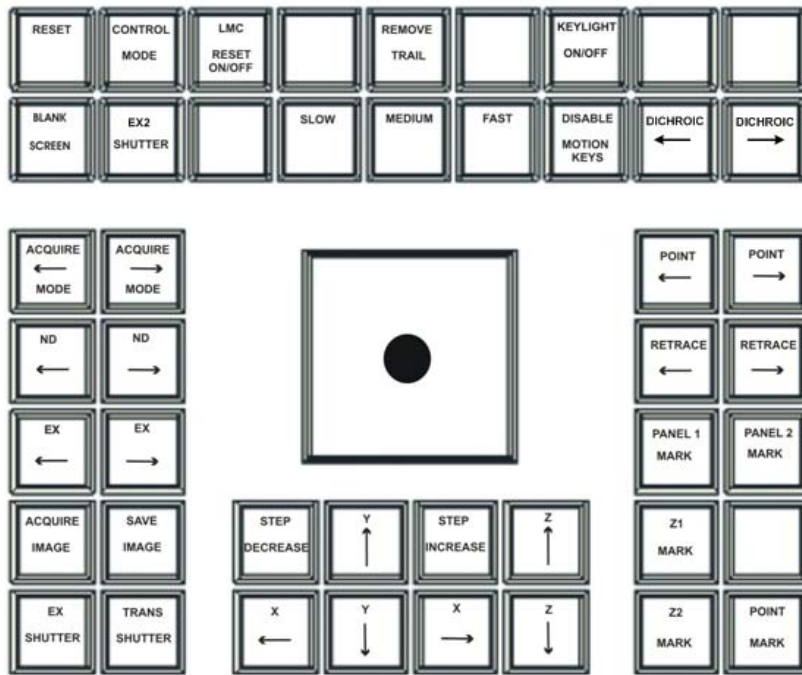 RESET
CONTROL
MODE
LMC
RESET
ON/OFF
REMOVE
TRAIL
KEYLIGHT
ON/OFF
BLANK
SCREEN
EX2
SHUTTER
SLOW
MEDIUM
FAST
DISABLE
MOTION
KEYS
DICHROIC
←
DICHROIC
→
ACQUIRE
←
MODE
ACQUIRE
→
MODE
POINT
←
POINT
→
ND
←
ND
→
RETRACE
←
RETRACE
→
EX
←
EX
→
PANEL 1
MARK
PANEL 2
MARK
ACQUIRE
IMAGE
SAVE
IMAGE
STEP
DECREASE
Y
↑
STEP
INCREASE
Z
↑
Z1
MARK
EX
SHUTTER
TRANS
SHUTTER
X
←
Y
↓
X
→
Z
↓
Z2
MARK
POINT
MARK